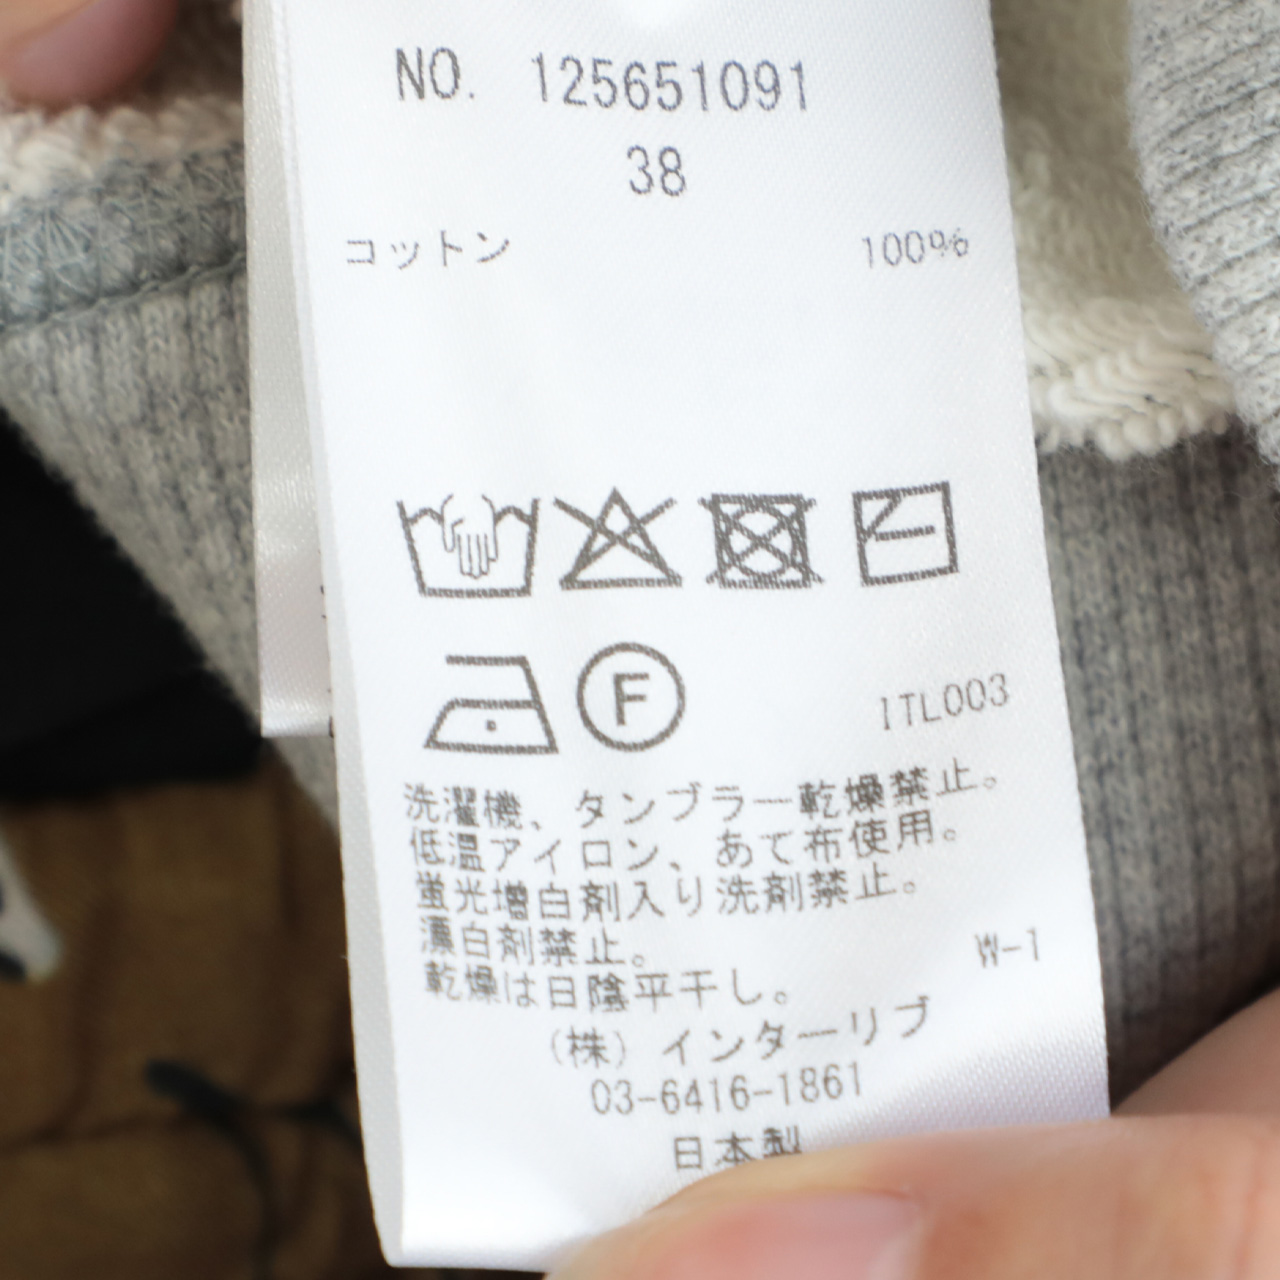 NO. 125651091
38
コットン 100%
F
ITL003
洗濯機、タンブラー乾燥禁止。
低温アイロン、あて布使用。
蛍光増白剤入り洗剤禁止。
漂白剤禁止。
W-1
乾燥は日陰平干し。
(株) インターリブ
03-6416-1861
日本製